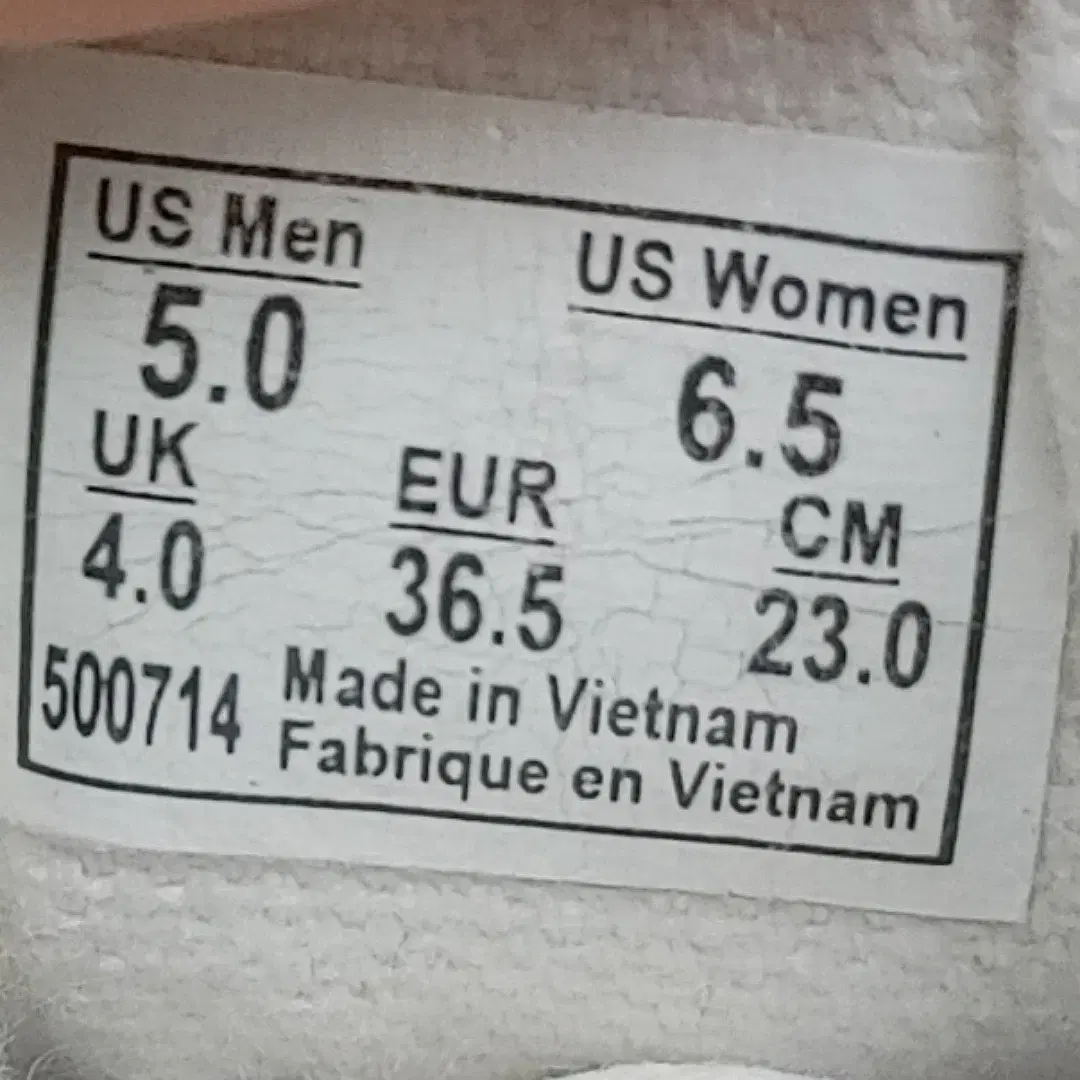 US Men US Women
5.0 6.5
UK EUR CM
4.0 36.5 23.0
500714 Made in Vietnam
Fabrique en Vietnam